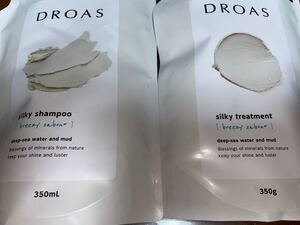 DROAS
silky shampoo
[ breezy sabon ]
deep-sea water and mud
Blessings of minerals from nature
keep your shine and luster
350mL
DROAS
silky treatment
[ breezy sabon ]
deep-sea water and mud
Blessings of minerals from nature
keep your shine and luster
350g